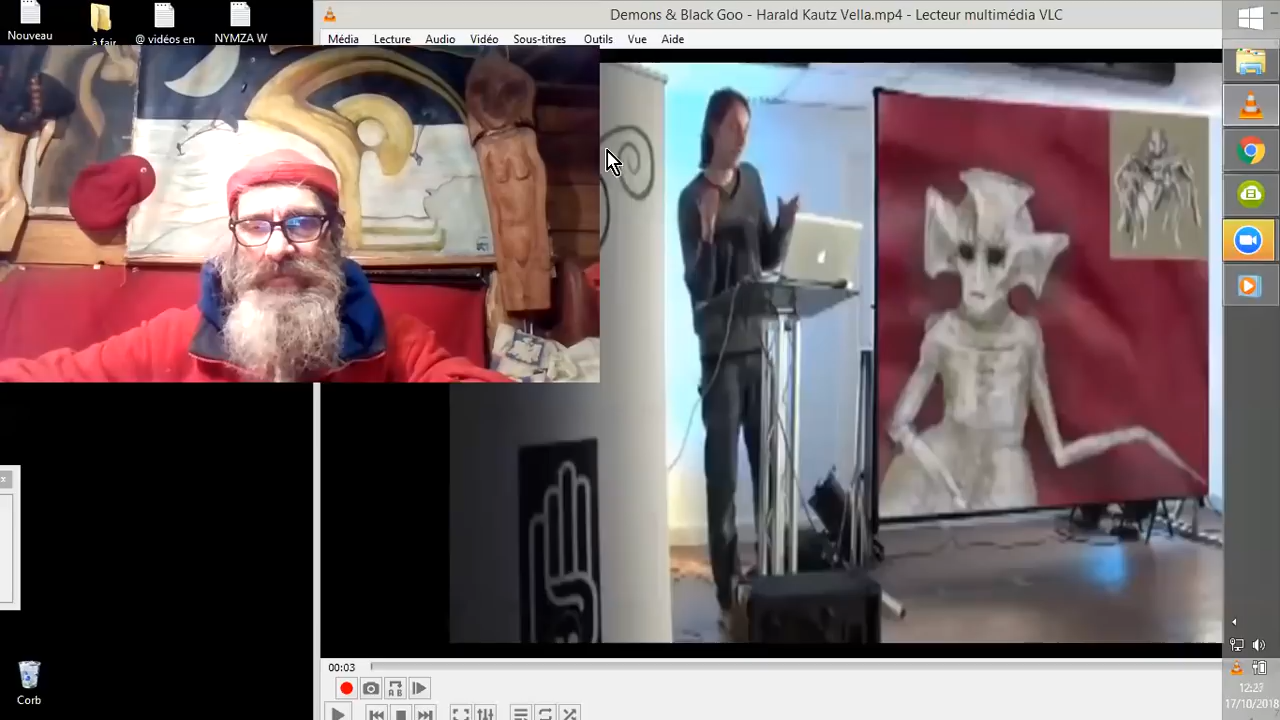 Nouveau
à fair
@ vidéos en
NYMZA W
Demons & Black Goo - Harald Kautz Vella.mp4 - Lecteur multimédia VLC
Média Lecture Audio Vidéo Sous-titres Outils Vue Aide
Corb
00:03
12:27
17/10/2018